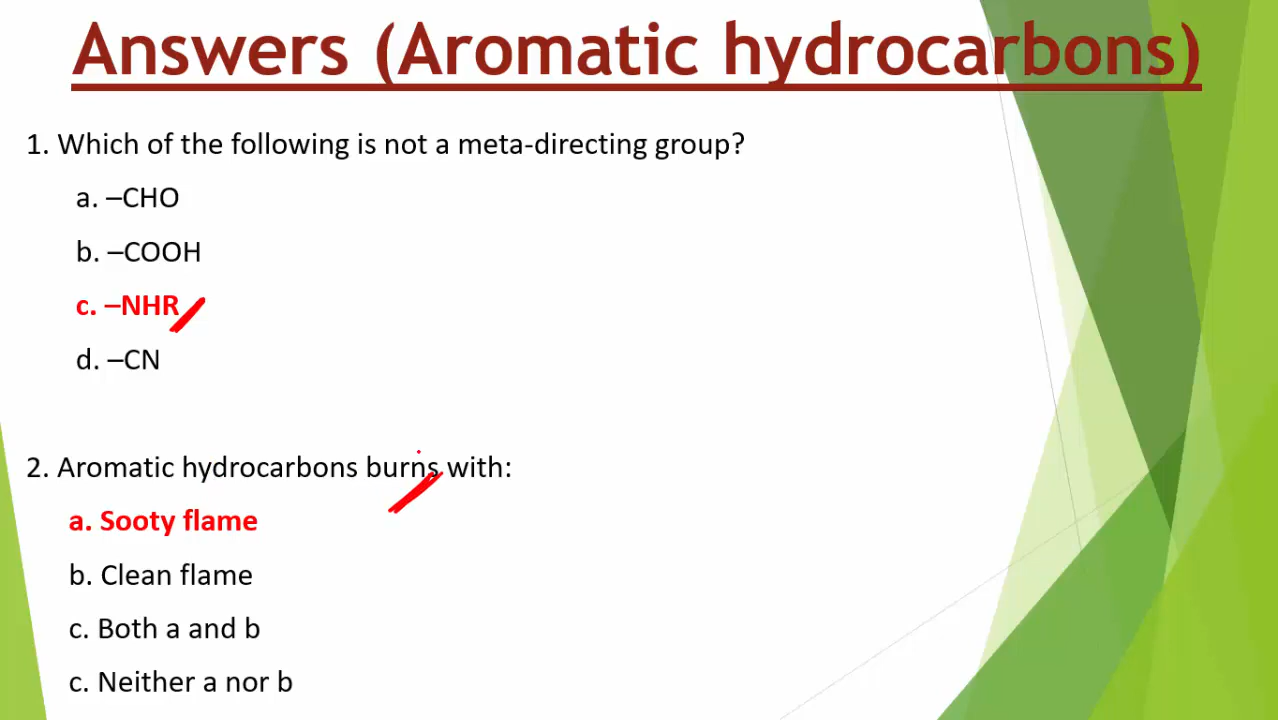 Answers (Aromatic hydrocarbons)
1. Which of the following is not a meta-directing group?
a. –CHO
b. –COOH
c. –NHR
d. –CN
2. Aromatic hydrocarbons burns with:
a. Sooty flame
b. Clean flame
c. Both a and b
c. Neither a nor b